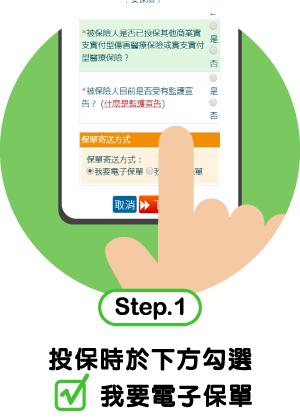 *被保險人是否已投保其他商業實
支實付型傷害醫療保險或實支實付
型醫療保險?
是
否
*被保險人目前是否受有監護宣
告? (什麼是監護宣告)
是
否
保單寄送方式
保單寄送方式:
我要電子保單 我 單
取消 下
Step.1
投保時於下方勾選
我要電子保單